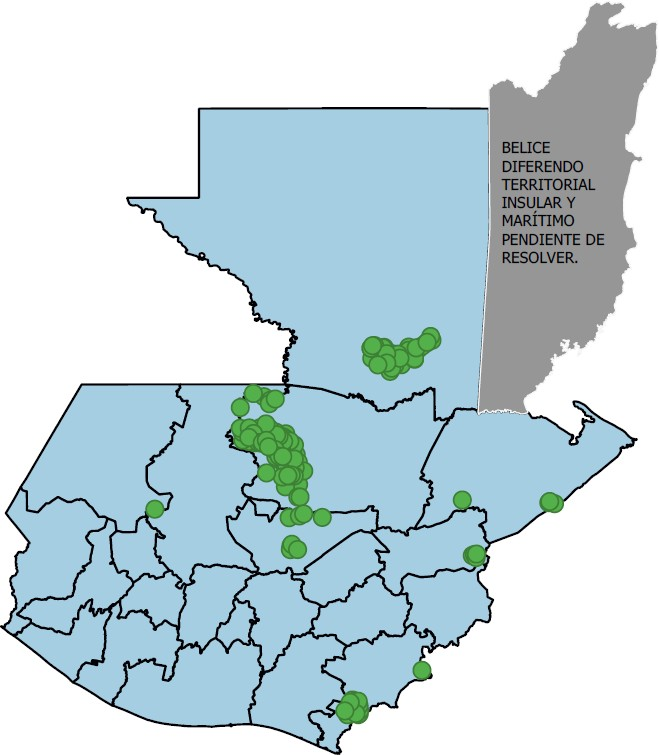 BELICE
DIFERENDO
TERRITORIAL
INSULAR Y
MARÍTIMO
PENDIENTE DE
RESOLVER.